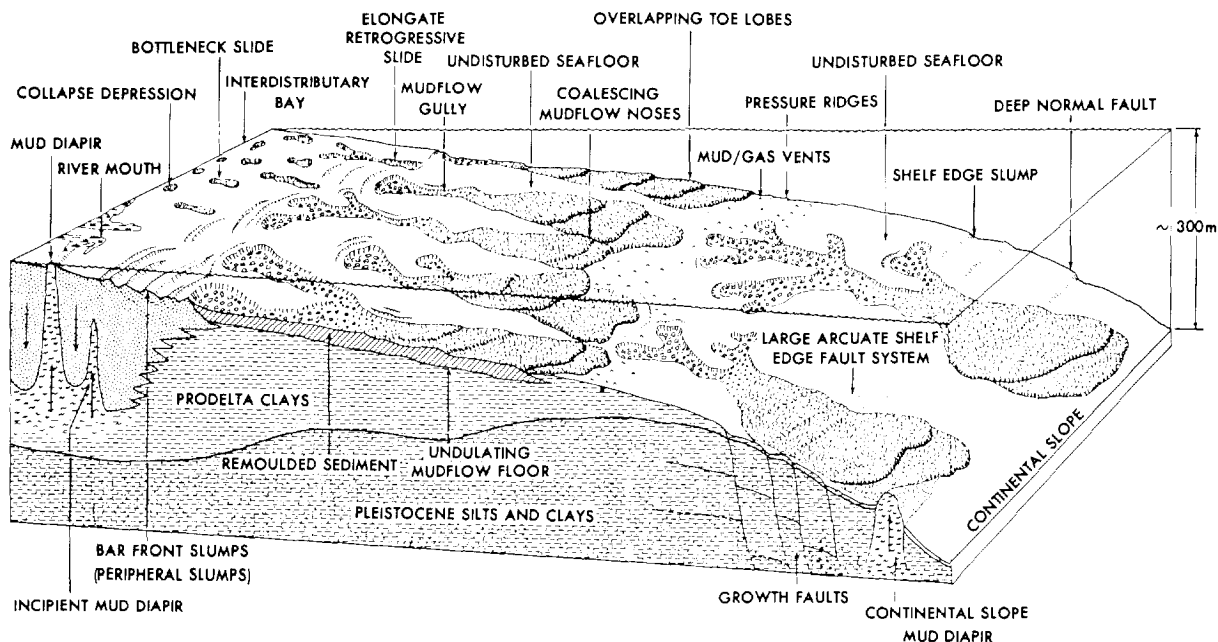 OVERLAPPING TOE LOBES
ELONGATE
RETROGRESSIVE
SLIDE
BOTTLENECK SLIDE
UNDISTURBED SEAFLOOR
UNDISTURBED SEAFLOOR
INTERDISTRIBUTARY
BAY
MUDFLOW
GULLY
COALESCING
MUDFLOW NOSES
PRESSURE RIDGES
DEEP NORMAL FAULT
COLLAPSE DEPRESSION
MUD DIAPIR
RIVER MOUTH
MUD/GAS VENTS
SHELF EDGE SLUMP
~ 300m
LARGE ARCUATE SHELF
EDGE FAULT SYSTEM
PRODELTA CLAYS
REMOULDED SEDIMENT
UNDULATING
MUDFLOW FLOOR
CONTINENTAL SLOPE
PLEISTOCENE SILTS AND CLAYS
BAR FRONT SLUMPS
(PERIPHERAL SLUMPS)
INCIPIENT MUD DIAPIR
GROWTH FAULTS
CONTINENTAL SLOPE
MUD DIAPIR